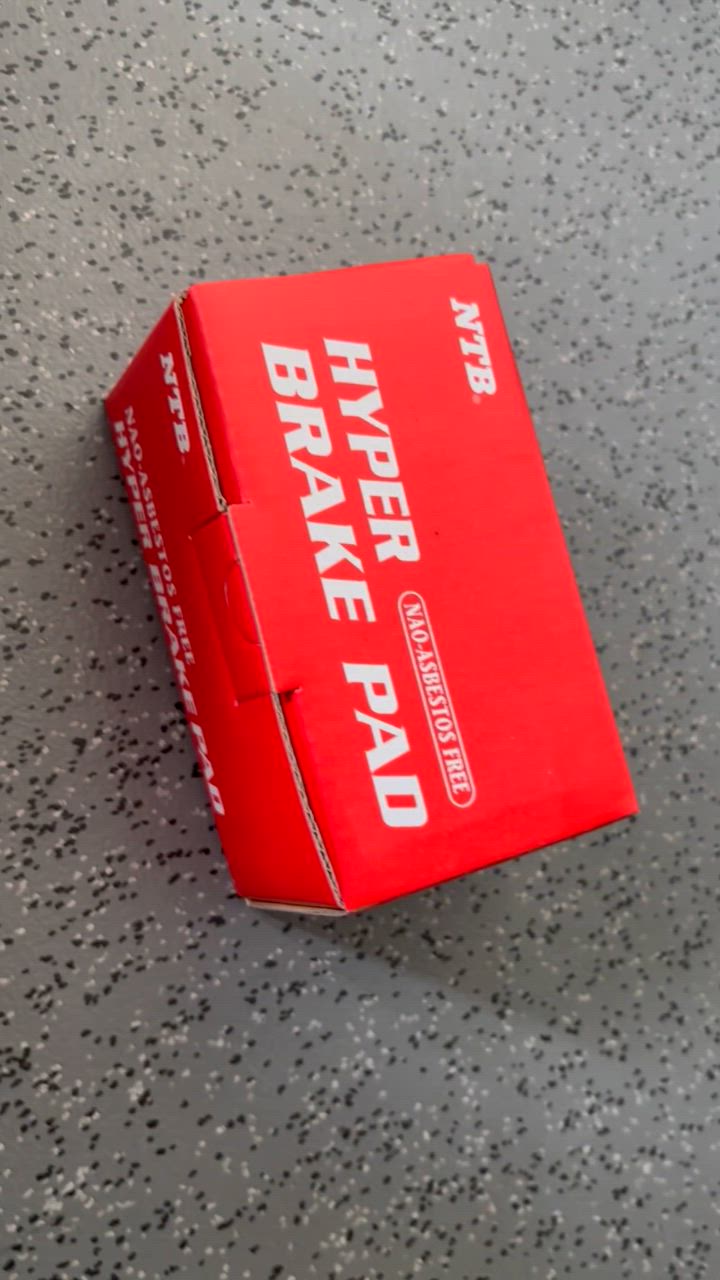 NTB®
HYPER
BRAKE PAD
NAO-ASBESTOS FREE
NTB
NAO-ASBESTOS FREE
HYPER BRAKE PAD